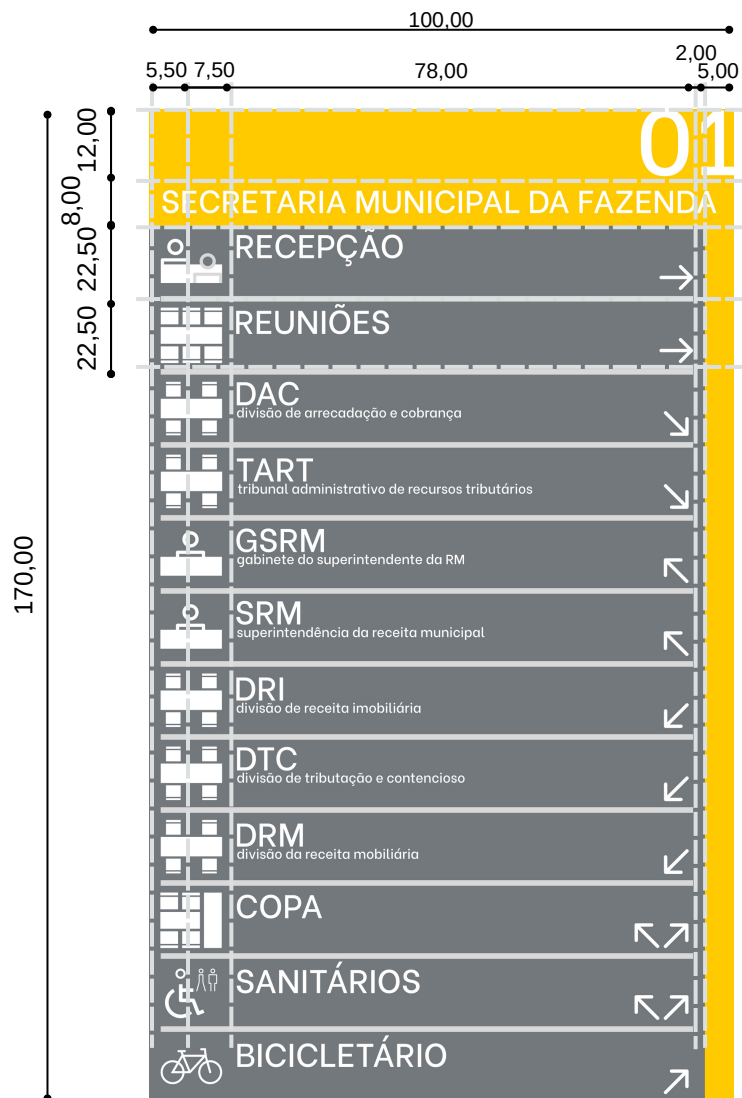 100,00
2,00
5,50 7,50 78,00 5,00
12,00
01
8,00
SECRETARIA MUNICIPAL DA FAZENDA
22,50
RECEPÇÃO
22,50
REUNIÕES
DAC
divisão de arrecadação e cobrança
TART
tribunal administrativo de recursos tributários
170,00
GSRM
gabinete do superintendente da RM
SRM
superintendência da receita municipal
DRI
divisão de receita imobiliária
DTC
divisão de tributação e contencioso
DRM
divisão da receita mobiliária
COPA
SANITÁRIOS
BICICLETÁRIO